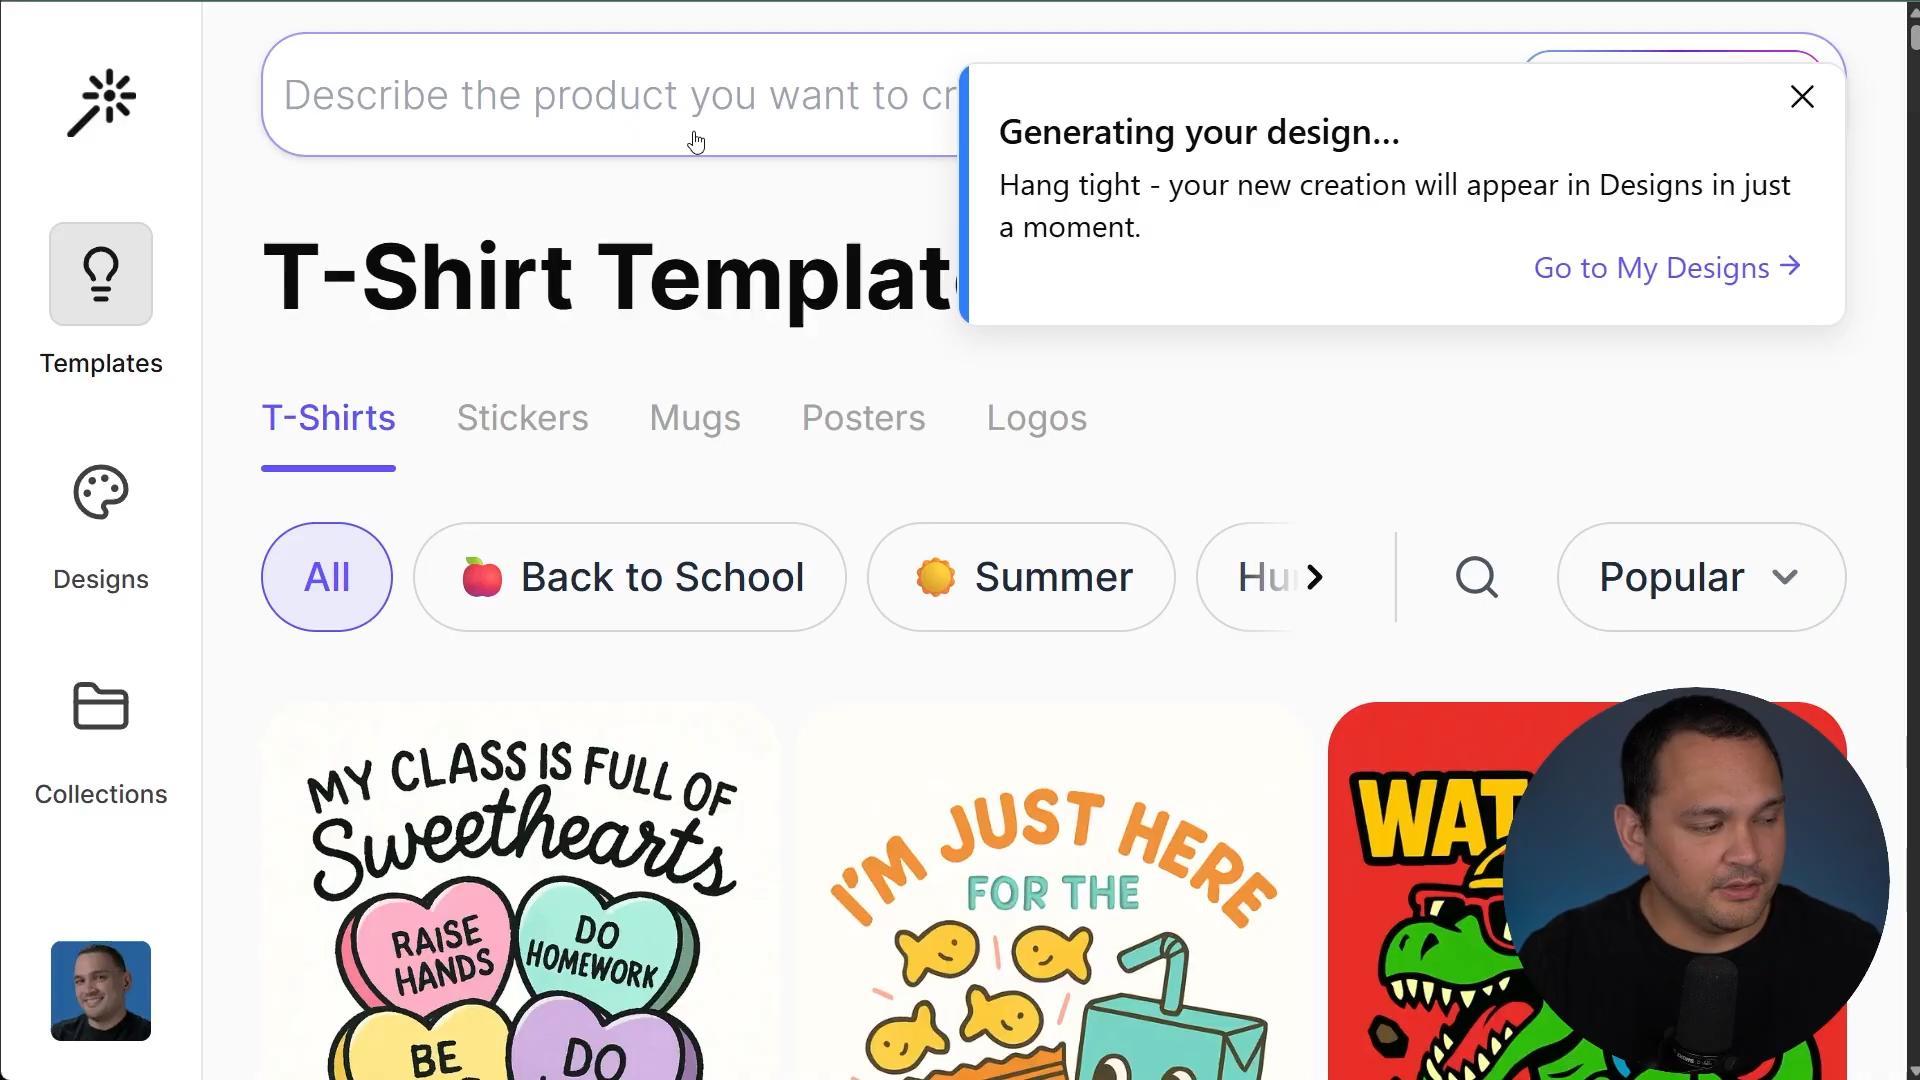 Describe the product you want to cr
Generating your design...
Hang tight - your new creation will appear in Designs in just
a moment.
Go to My Designs →
T-Shirt Templat
Templates
T-Shirts
Stickers
Mugs
Posters
Logos
All
Back to School
Summer
Hu
Popular
Designs
Collections
MY CLASS IS FULL OF
Sweethearts
RAISE
HANDS
DO
HOMEWORK
BE
DO
I'M JUST HERE
FOR THE
WAT